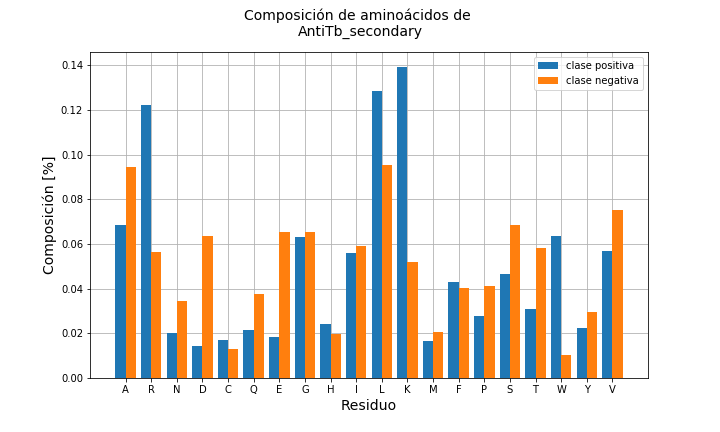 Composición de aminoácidos de
AntiTb_secondary
clase positiva
clase negativa
Composición [%]
0.14
0.12
0.10
0.08
0.06
0.04
0.02
0.00
A R N D C Q E G H I L K M F P S T W Y V
Residuo